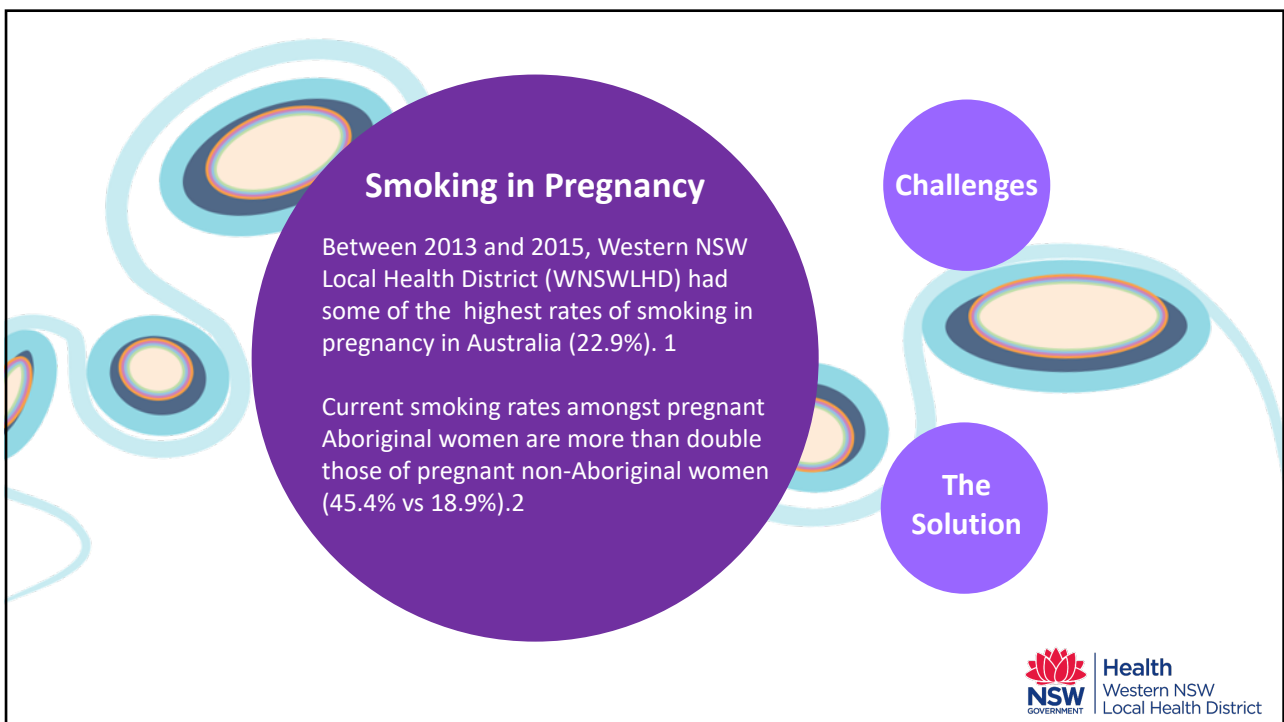 Smoking in Pregnancy
Between 2013 and 2015, Western NSW
Local Health District (WNSWLHD) had
some of the  highest rates of smoking in
pregnancy in Australia (22.9%). 1
Current smoking rates amongst pregnant
Aboriginal women are more than double
those of pregnant non-Aboriginal women
(45.4% vs 18.9%).2
Challenges
The
Solution
NSW
GOVERNMENT
Health
Western NSW
Local Health District